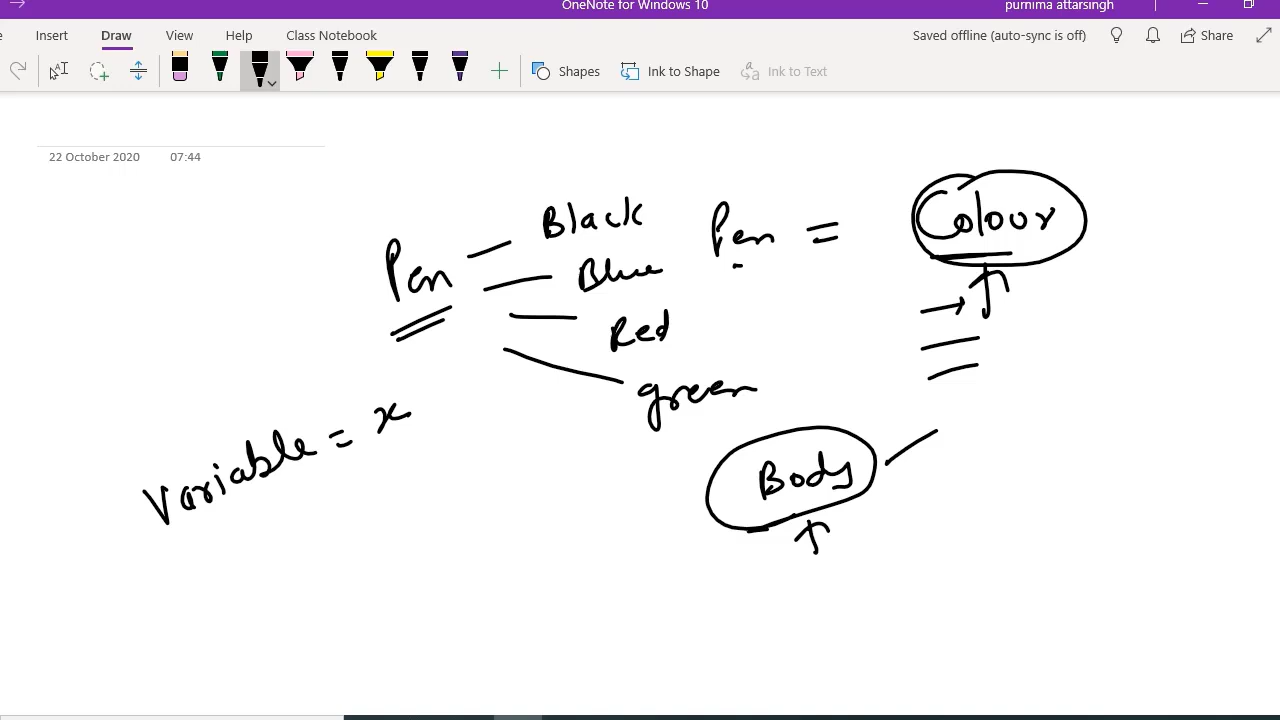 OneNote for Windows 10
purnima attarsingh
Insert Draw View Help Class Notebook
Saved offline (auto-sync is off)
Share
Shapes
Ink to Shape
Ink to Text
22 October 2020 07:44
Pen
Black
Blue
Red
green
Pen = Colour
Variable = x
Body